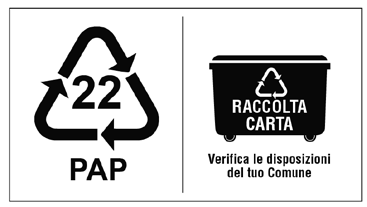 22
PAP
RACCOLTA
CARTA
Verifica le disposizioni
del tuo Comune